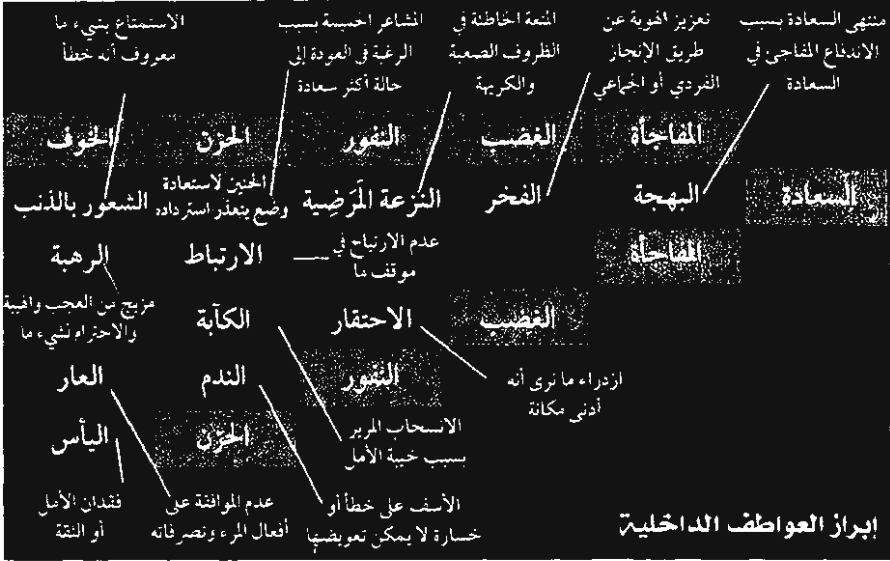 منتهى السعادة بسبب
الاندفاع المفاجئ في
السعادة
تعزيز الهوية عن
طريق الإنجاز
الفردي أو الجماعي
المتعة الخاطئة في
الظروف الصعبة
والكريهة
المشاعر الحميمة بسبب
الرغبة في العودة إلى
حالة أكثر سعادة
الاستمتاع بشيء ما
معروف أنه خطأ
المفاجأة
الغضب
النفور
الحزن
الخوف
السعادة
البهجة
الفخر
النزعة المَرَضِية
الحنين لاستعادة
وضع يتعذر استرداده
الشعور بالذنب
المفاجأة
عدم الارتياح في
موقف ما
الارتباط
الرهبة
مزيج من العجب والهيبة
والاحترام لشيء ما
الغضب
الاحتقار
الكآبة
ازدراء ما نرى أنه
أدنى مكانة
النفور
الندم
العار
الانسحاب المرير
بسبب خيبة الأمل
الحزن
اليأس
الأسف على خطأ أو
خسارة لا يمكن تعويضها
عدم الموافقة على
أفعال المرء وتصرفاته
فقدان الأمل
أو الثقة
إبراز العواطف الداخلية